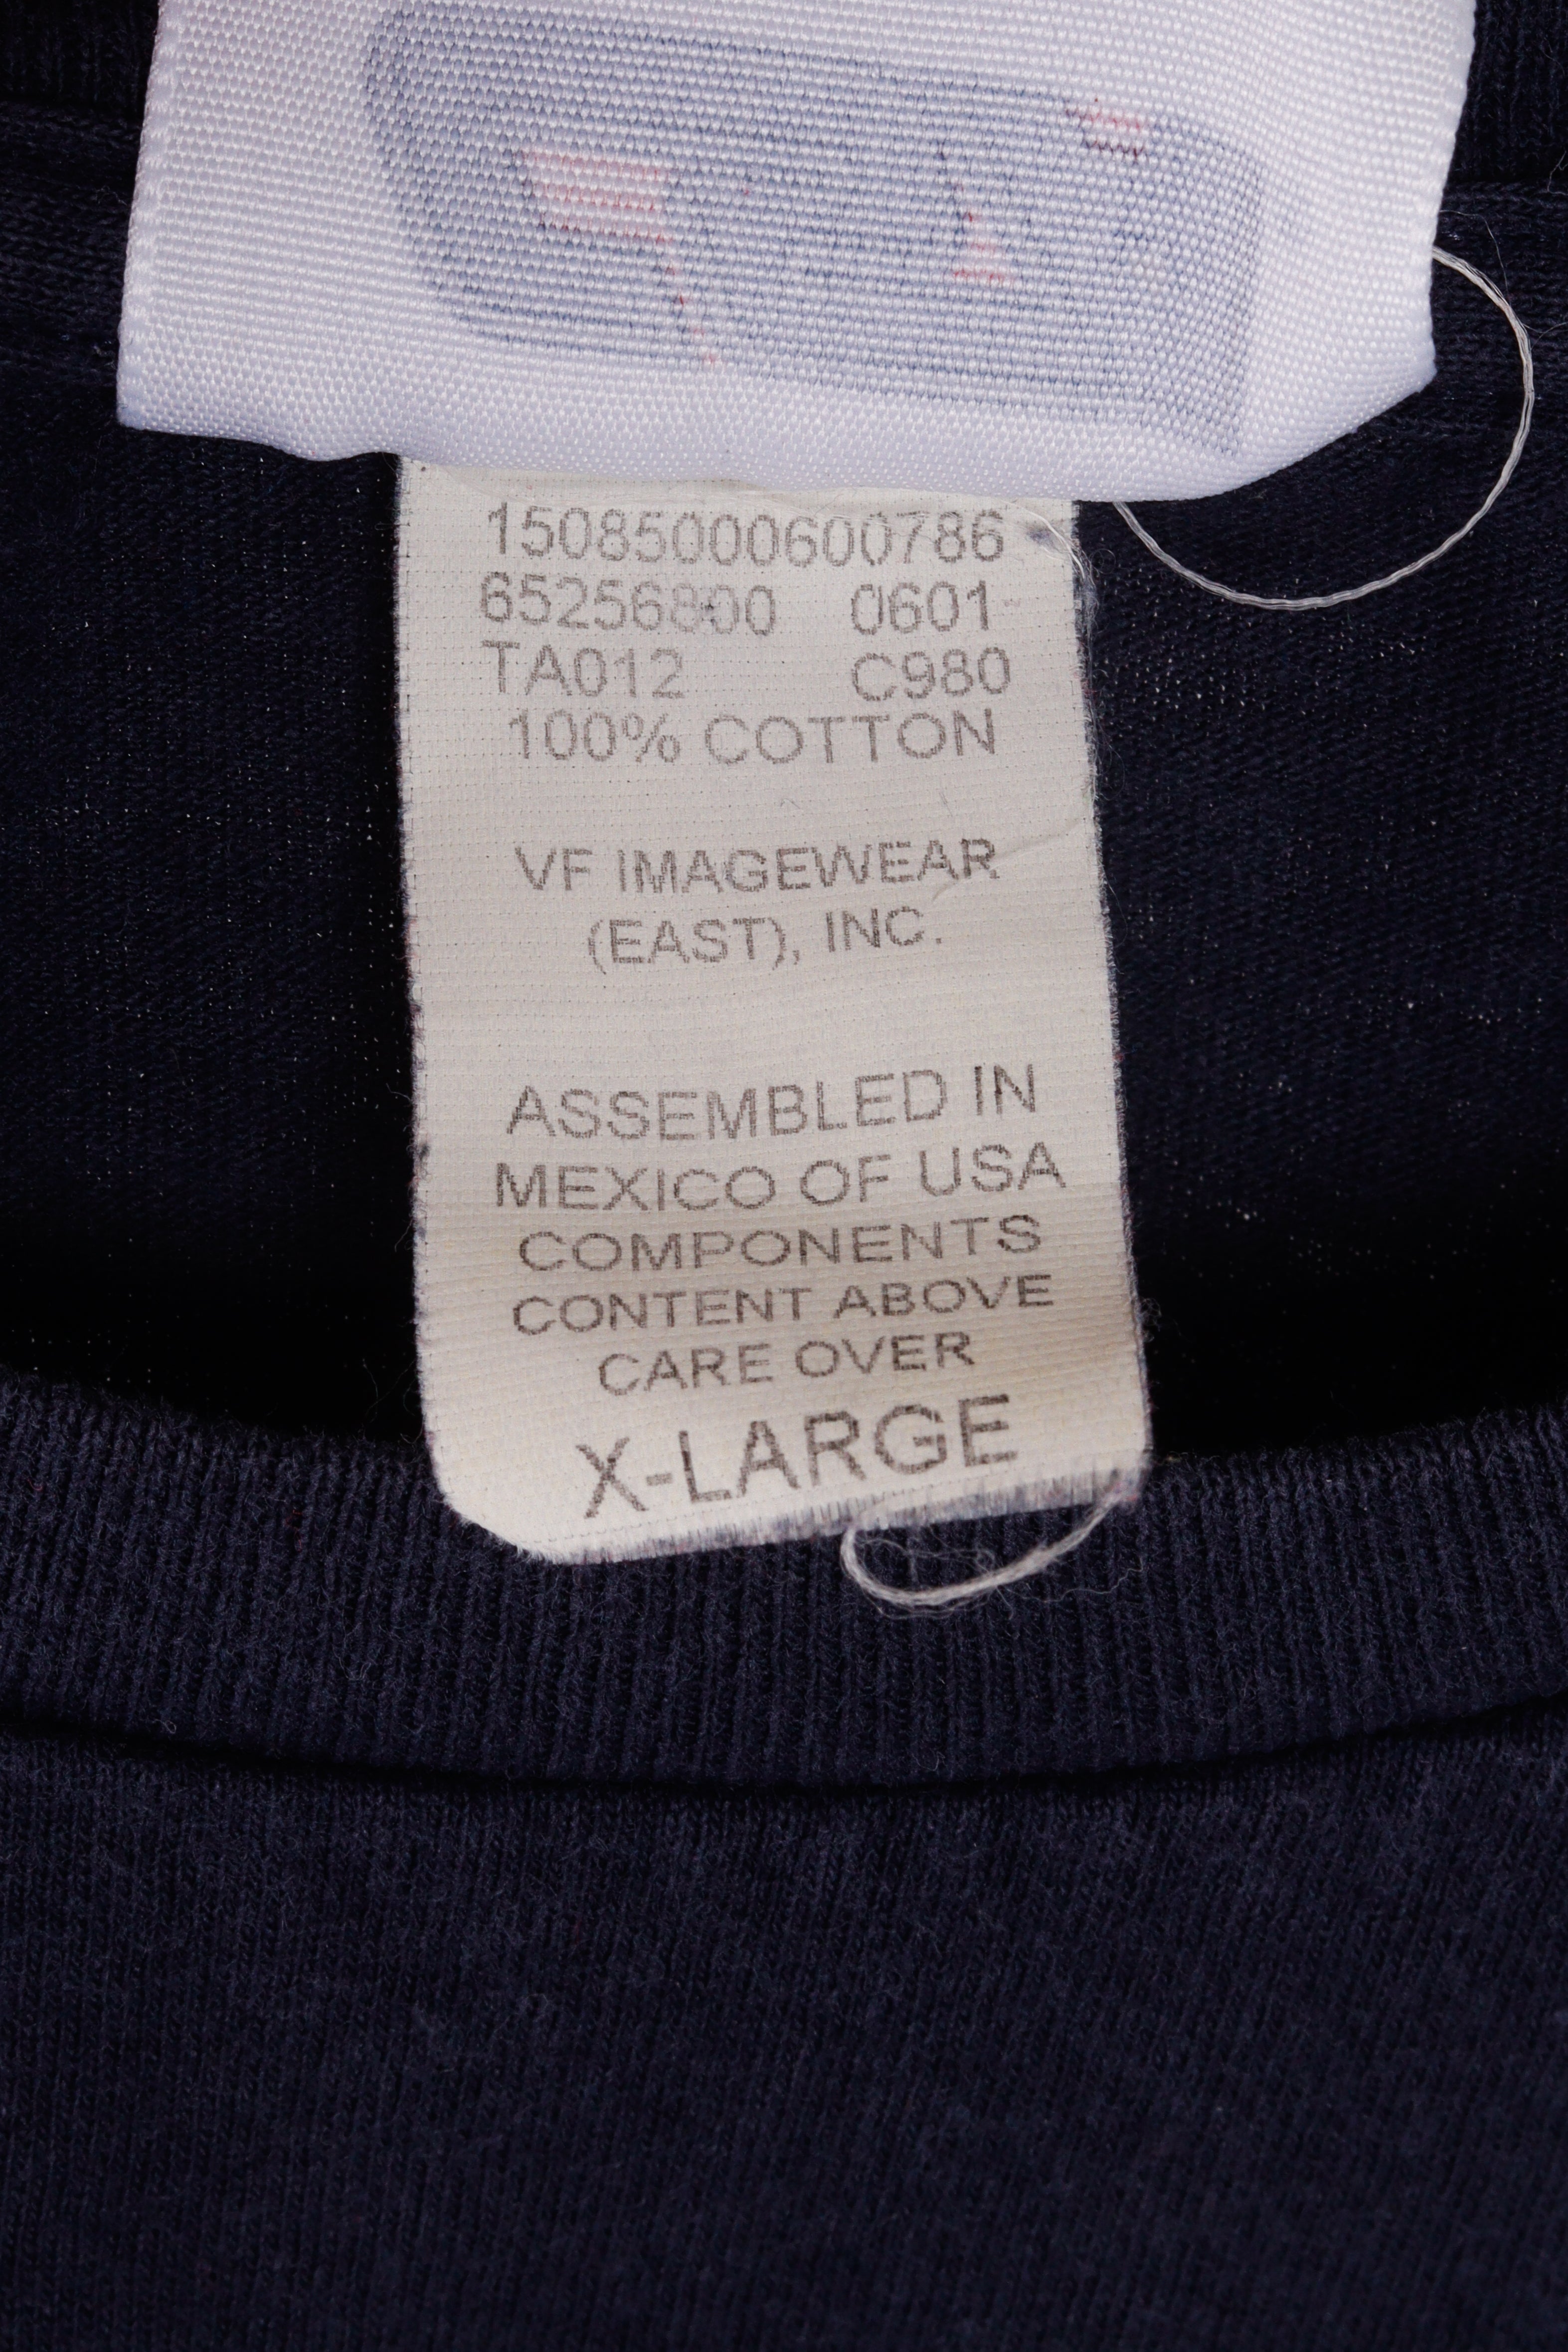 15085000600786
65256800 0601
TA012 C980
100% COTTON
VF IMAGEWEAR
(EAST), INC.
ASSEMBLED IN
MEXICO OF USA
COMPONENTS
CONTENT ABOVE
CARE OVER
X-LARGE